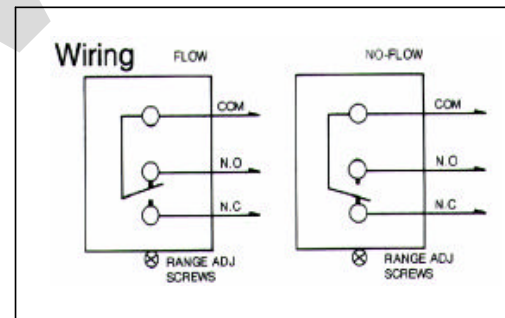 Wiring
FLOW
COM
N.O
N.C
RANGE ADJ
SCREWS
NO-FLOW
COM
N.O
N.C
RANGE ADJ
SCREWS